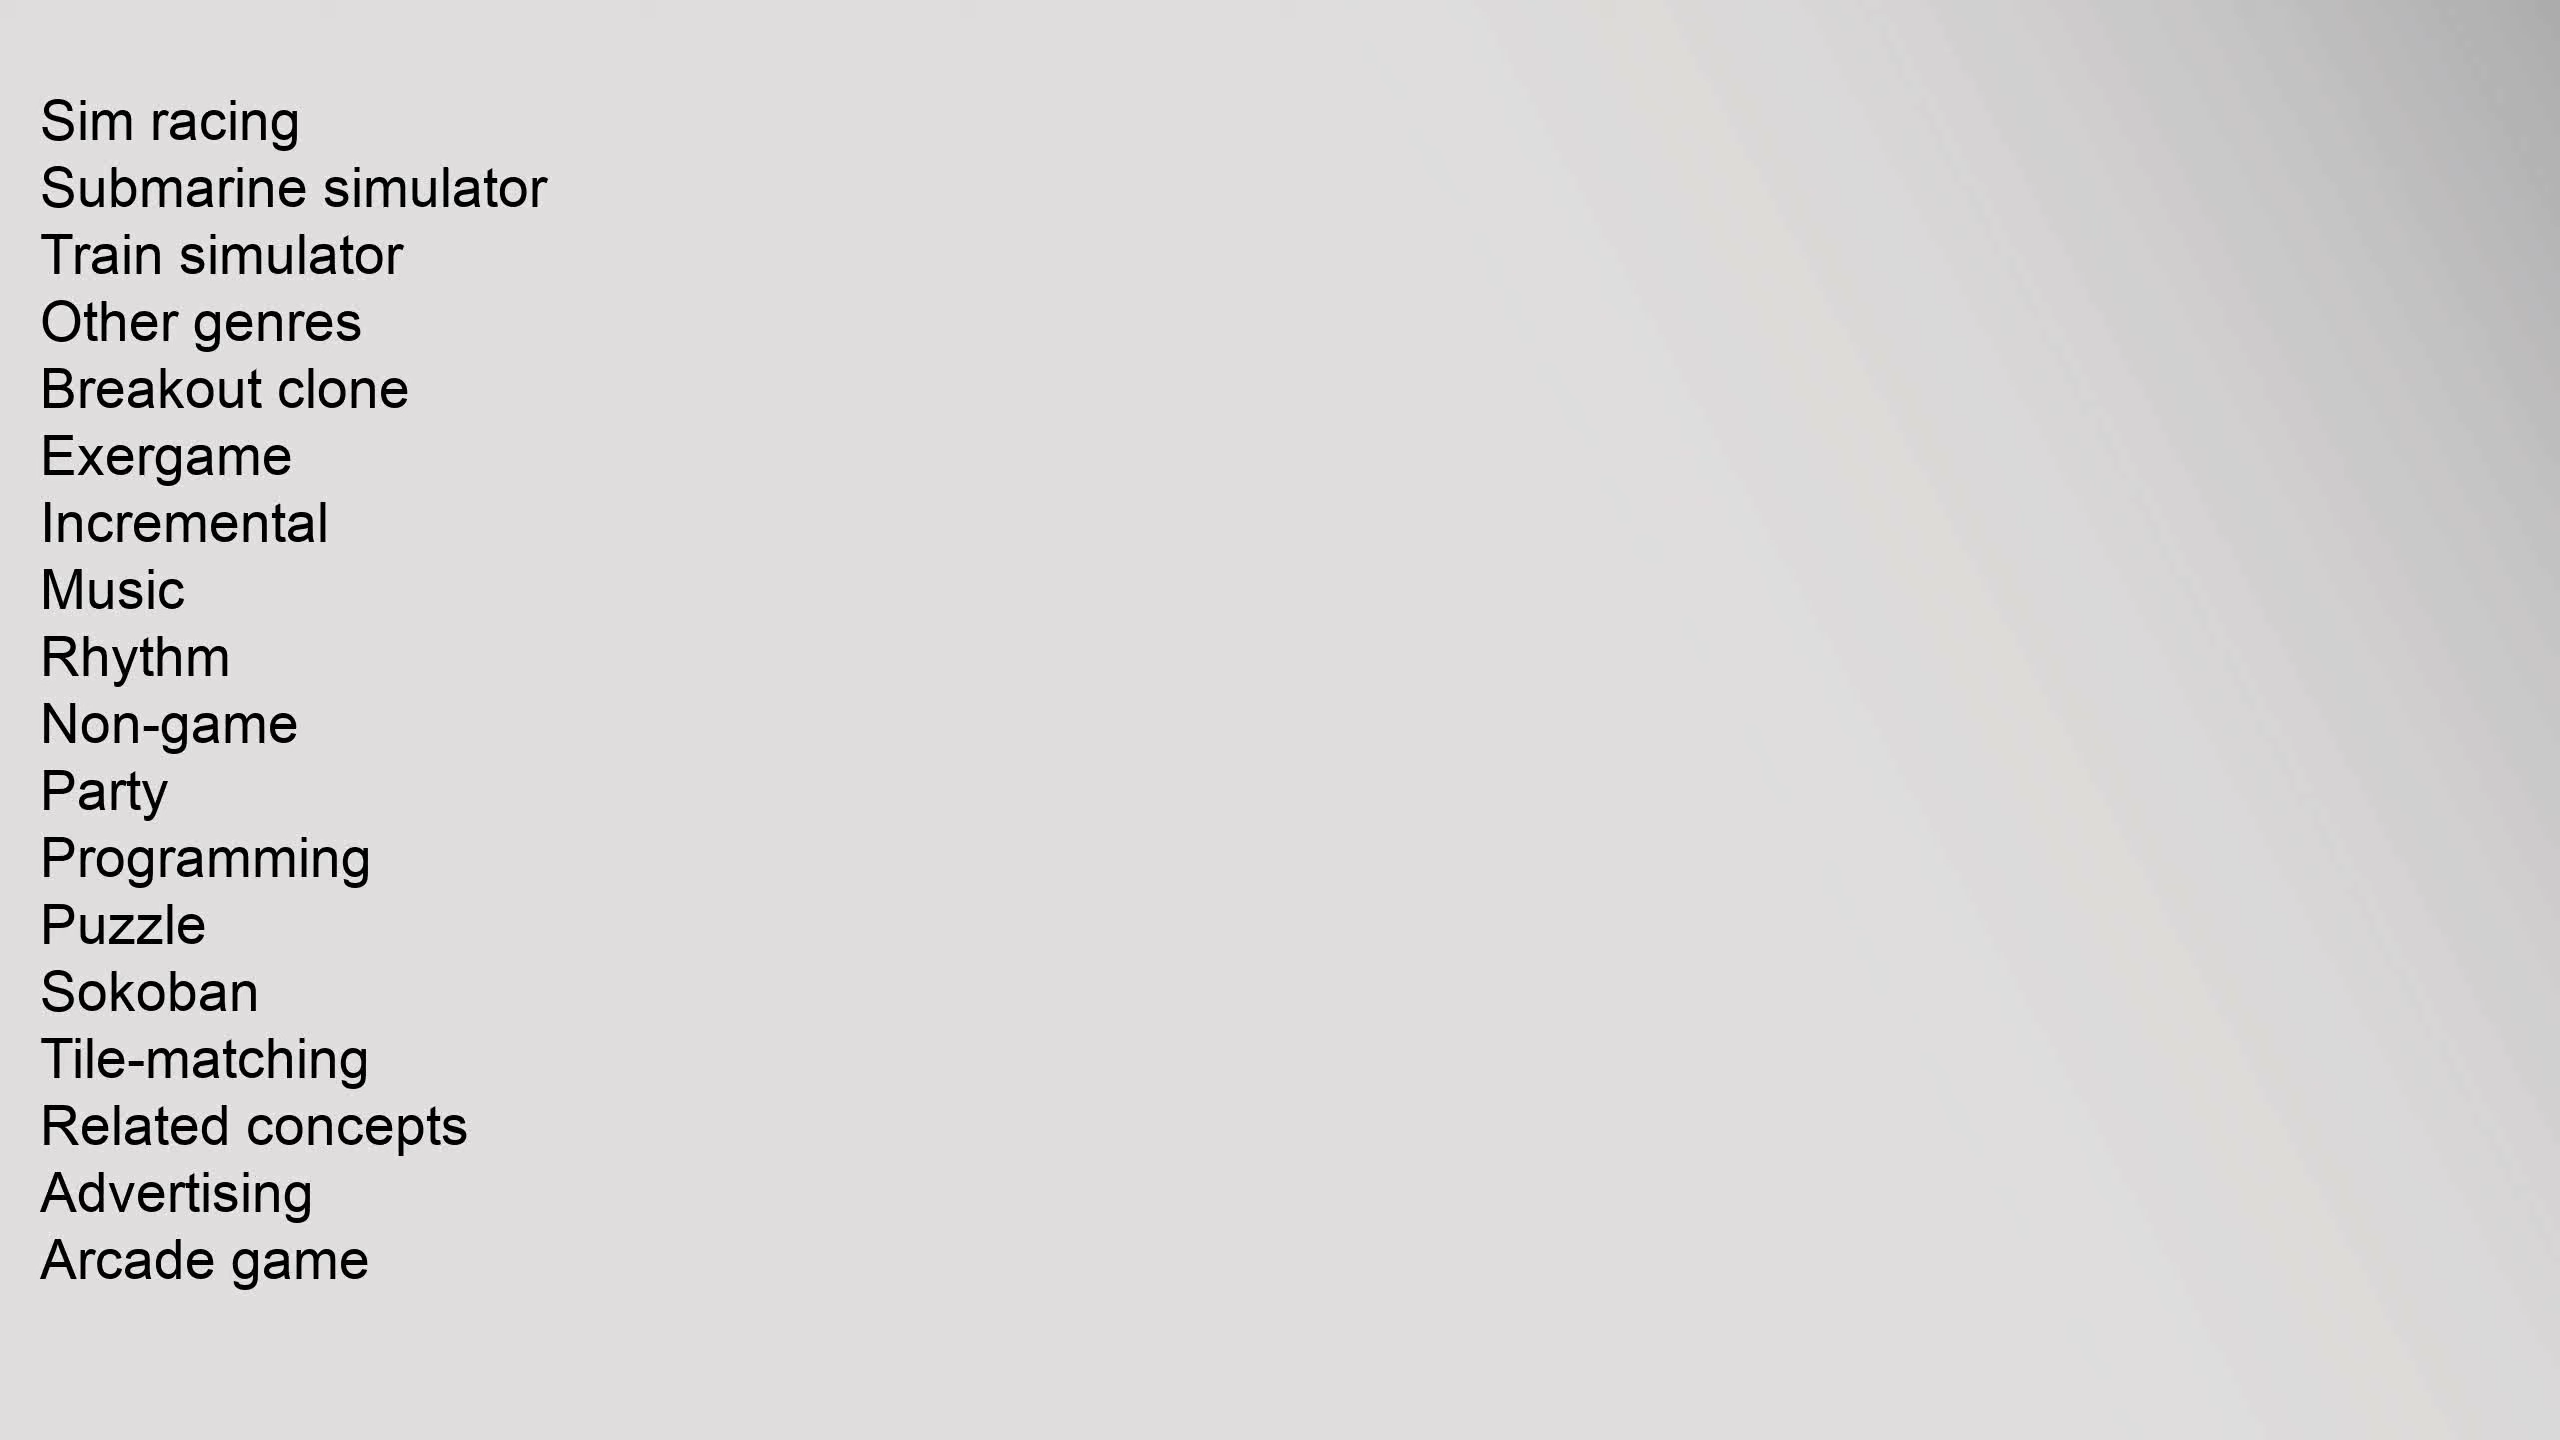 Sim racing
Submarine simulator
Train simulator
Other genres
Breakout clone
Exergame
Incremental
Music
Rhythm
Non-game
Party
Programming
Puzzle
Sokoban
Tile-matching
Related concepts
Advertising
Arcade game